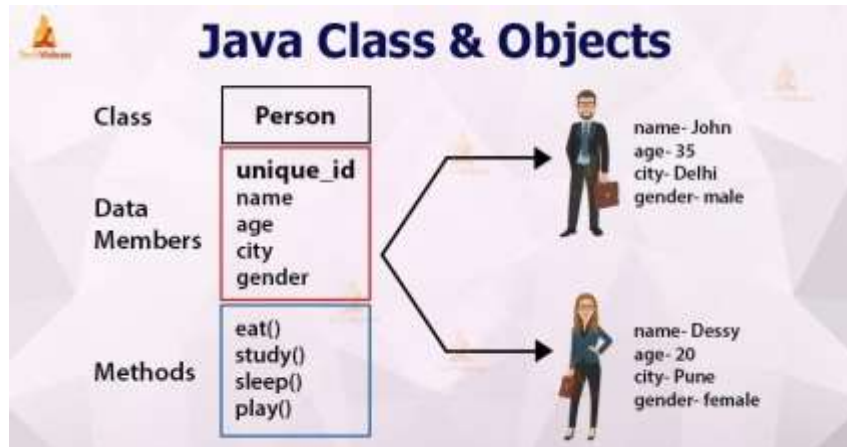 Java Class & Objects
Class
Person
Data
Members
unique_id
name
age
city
gender
Methods
eat()
study()
sleep()
play()
name- John
age- 35
city- Delhi
gender- male
name- Dessy
age- 20
city- Pune
gender- female